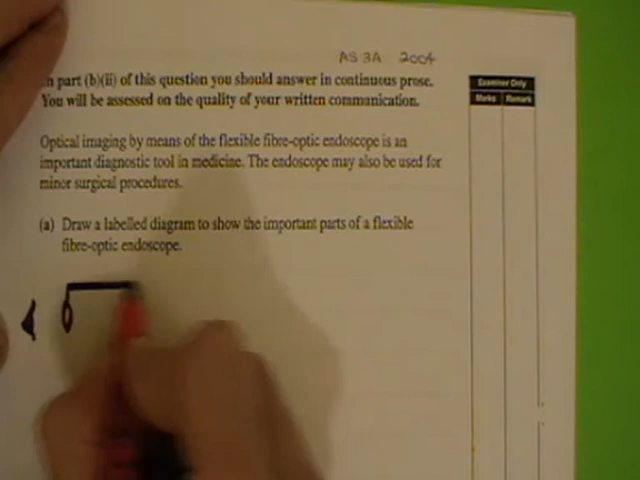 AS 3A 2004
In part (b)(ii) of this question you should answer in continuous prose.
You will be assessed on the quality of your written communication.
Examiner Only
Marks Remark
Optical imaging by means of the flexible fibre-optic endoscope is an
important diagnostic tool in medicine. The endoscope may also be used for
minor surgical procedures.
(a) Draw a labelled diagram to show the important parts of a flexible
fibre-optic endoscope.